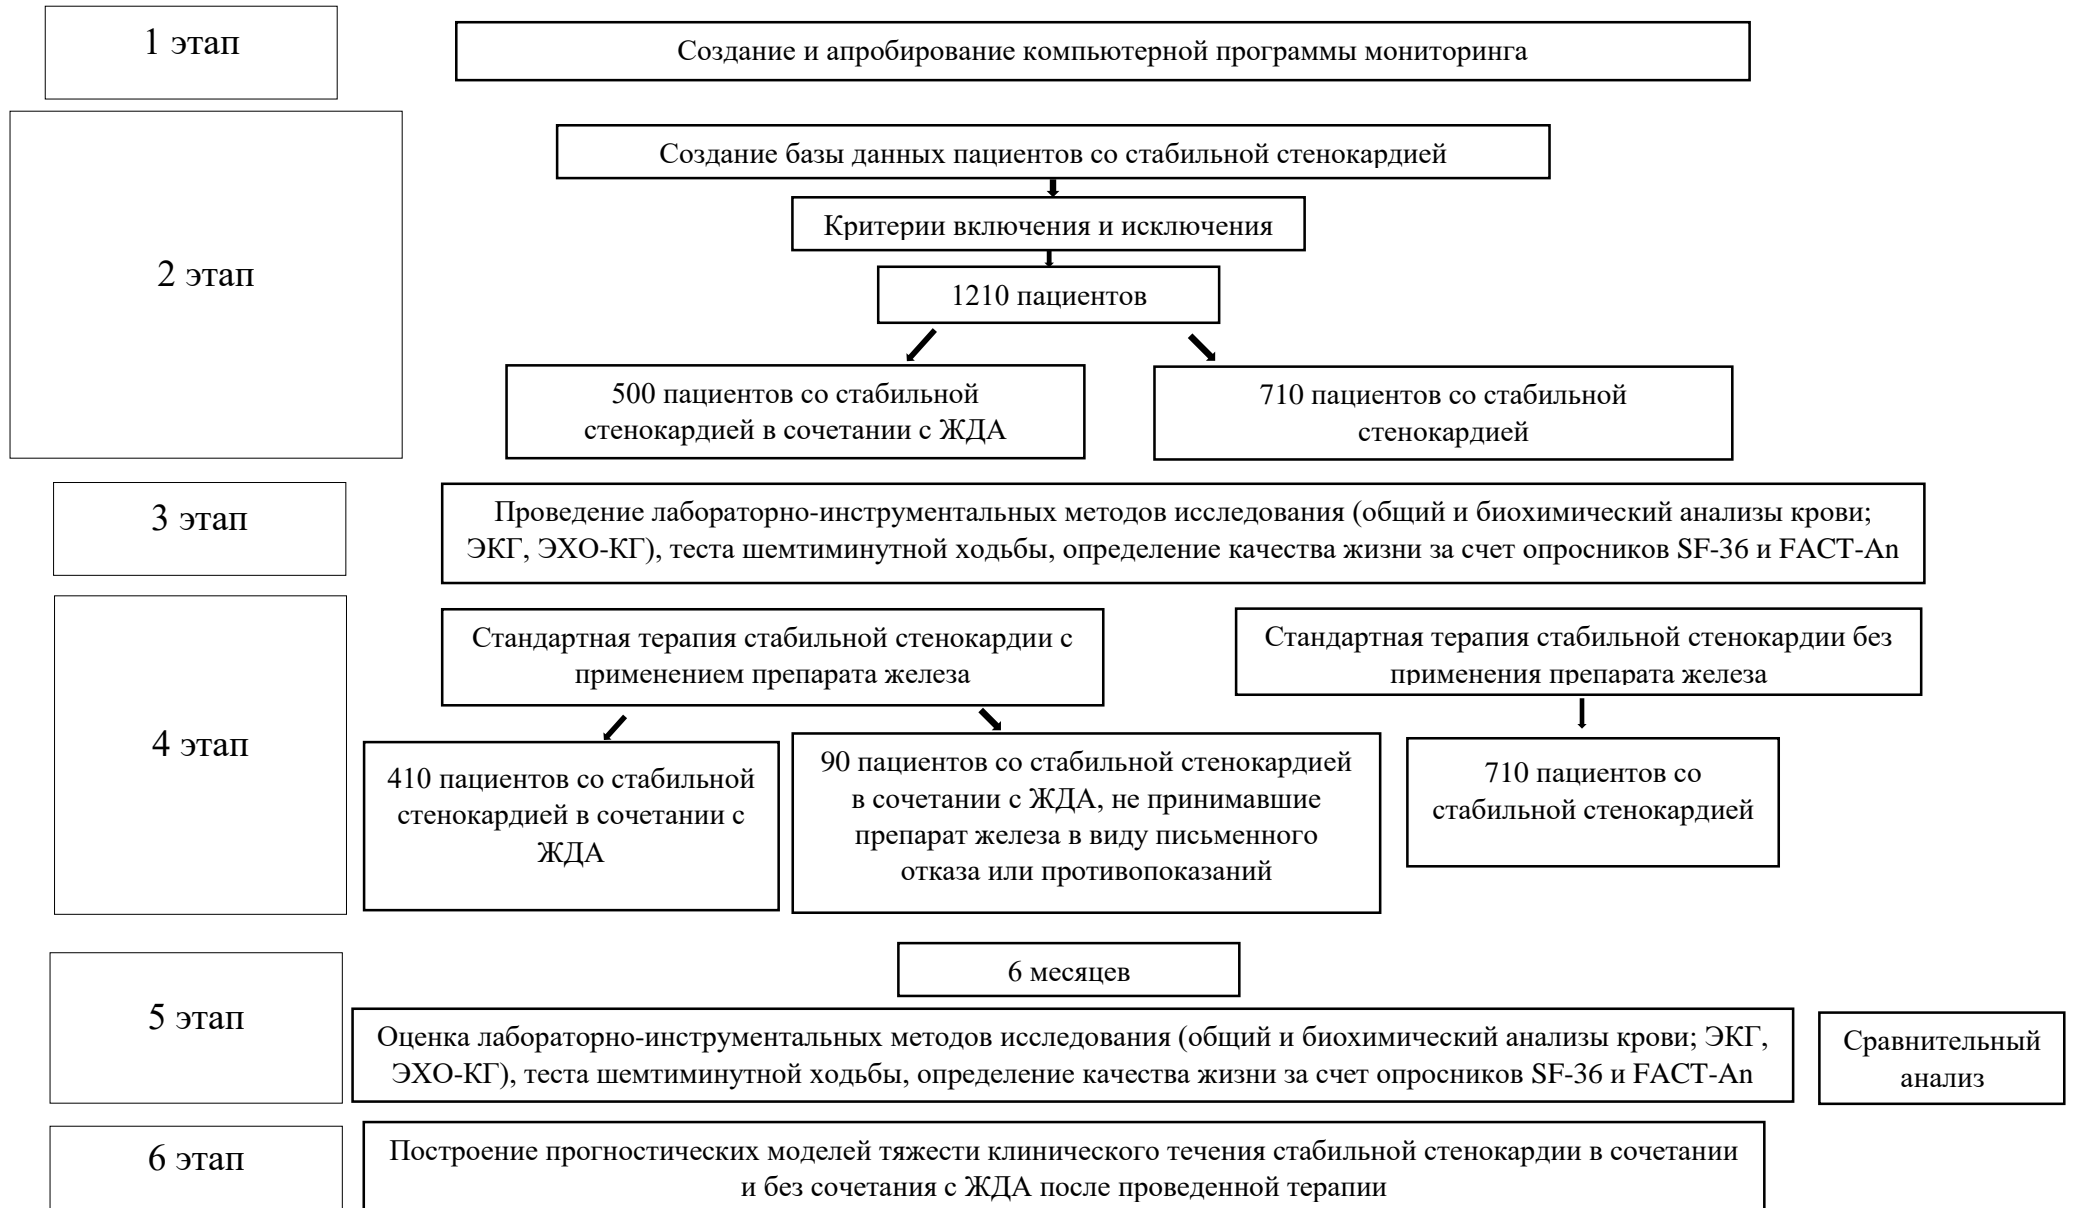 1 этап
Создание и апробирование компьютерной программы мониторинга
2 этап
Создание базы данных пациентов со стабильной стенокардией
Критерии включения и исключения
1210 пациентов
500 пациентов со стабильной
стенокардией в сочетании с ЖДА
710 пациентов со стабильной
стенокардией
3 этап
Проведение лабораторно-инструментальных методов исследования (общий и биохимический анализы крови;
ЭКГ, ЭХО-КГ), теста шемтиминутной ходьбы, определение качества жизни за счет опросников SF-36 и FACT-An
4 этап
Стандартная терапия стабильной стенокардии с
применением препарата железа
Стандартная терапия стабильной стенокардии без
применения препарата железа
410 пациентов со стабильной
стенокардией в сочетании с
ЖДА
90 пациентов со стабильной стенокардией
в сочетании с ЖДА, не принимавшие
препарат железа в виду письменного
отказа или противопоказаний
710 пациентов со
стабильной стенокардией
5 этап
6 месяцев
Оценка лабораторно-инструментальных методов исследования (общий и биохимический анализы крови; ЭКГ,
ЭХО-КГ), теста шемтиминутной ходьбы, определение качества жизни за счет опросников SF-36 и FACT-An
Сравнительный
анализ
6 этап
Построение прогностических моделей тяжести клинического течения стабильной стенокардии в сочетании
и без сочетания с ЖДА после проведенной терапии